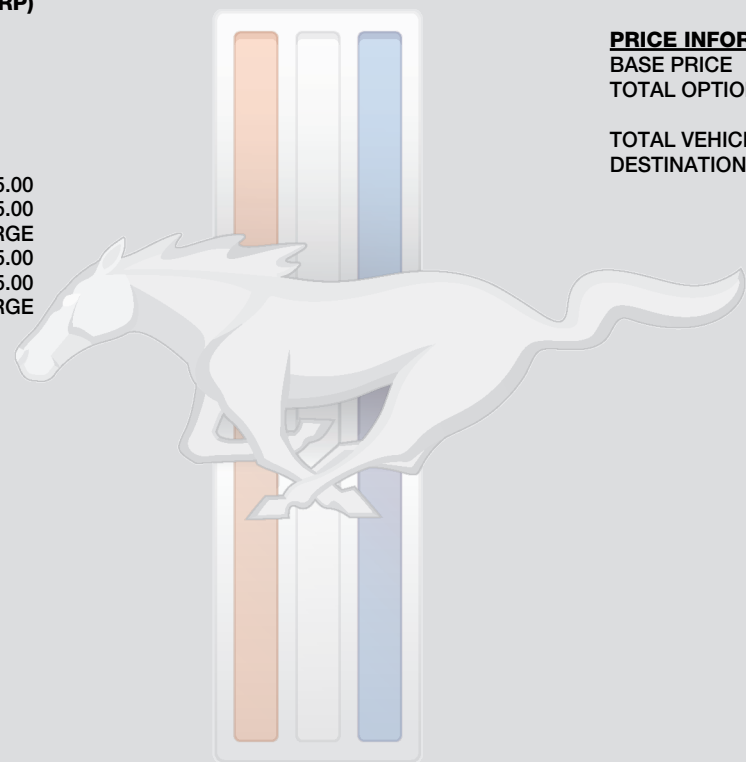 RP)
5.00
5.00
RGE
5.00
5.00
RGE
PRICE INFOR
BASE PRICE
TOTAL OPTIO
TOTAL VEHICL
DESTINATION